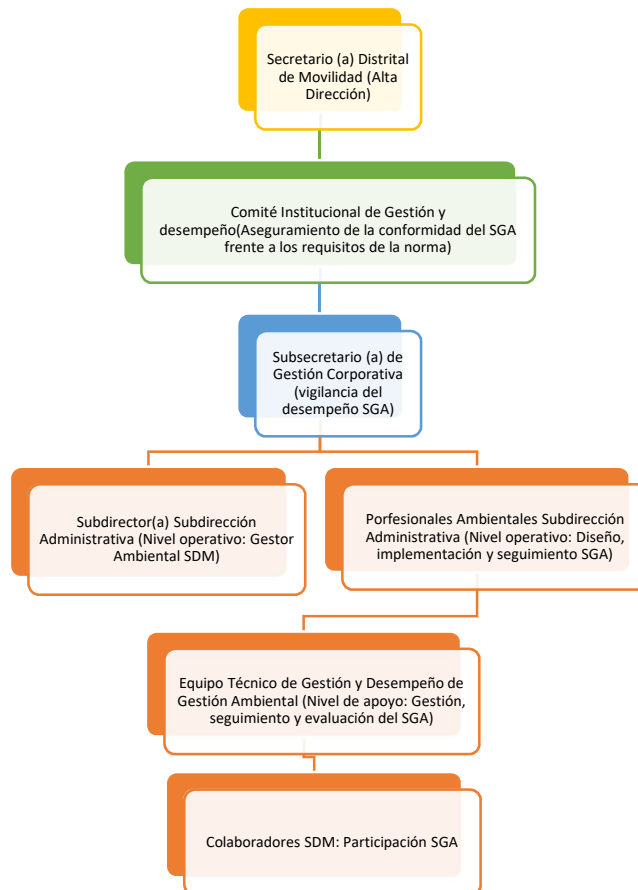 Secretario (a) Distrital
de Movilidad (Alta
Dirección)
Comité Institucional de Gestión y
desempeño(Aseguramiento de la conformidad del SGA
frente a los requisitos de la norma)
Subsecretario (a) de
Gestión Corporativa
(vigilancia del
desempeño SGA)
Subdirector(a) Subdirección
Administrativa (Nivel operativo: Gestor
Ambiental SDM)
Porfesionales Ambientales Subdirección
Administrativa (Nivel operativo: Diseño,
implementación y seguimiento SGA)
Equipo Técnico de Gestión y Desempeño de
Gestión Ambiental (Nivel de apoyo: Gestión,
seguimiento y evaluación del SGA)
Colaboradores SDM: Participación SGA